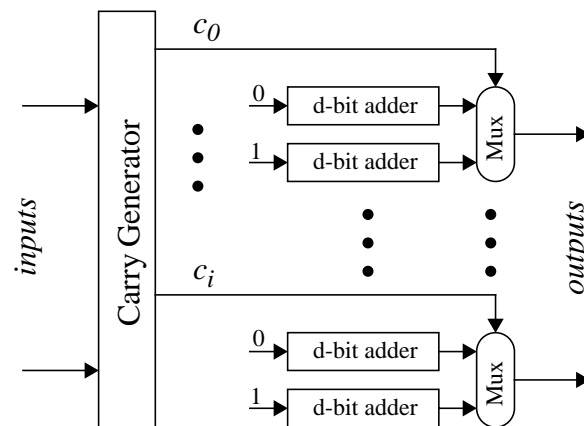 inputs
Carry Generator
c0
0
d-bit adder
1
d-bit adder
Mux
ci
0
d-bit adder
1
d-bit adder
Mux
outputs